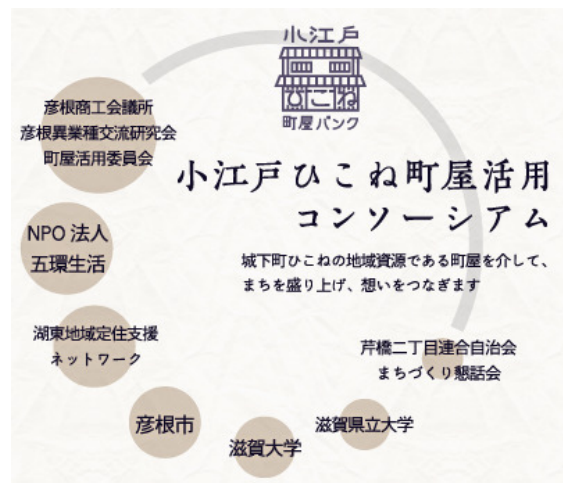 小江戸
ひこね
町屋バンク
小江戸ひこね町屋活用
コンソーシアム
城下町ひこねの地域資源である町屋を介して、
まちを盛り上げ、想いをつなぎます
彦根商工会議所
彦根異業種交流研究会
町屋活用委員会
NPO 法人
五環生活
湖東地域定住支援
ネットワーク
彦根市
滋賀大学
滋賀県立大学
芹橋二丁目連合自治会
まちづくり懇話会